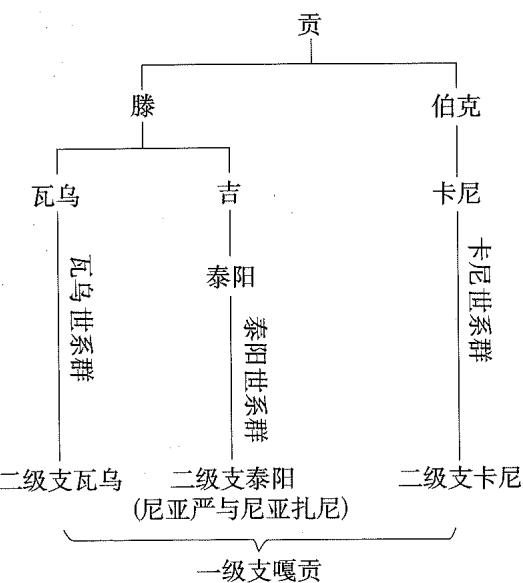 贡
滕 伯克
瓦乌 吉 卡尼
泰阳
瓦乌世系群
泰阳世系群
卡尼世系群
二级支瓦乌 二级支泰阳 二级支卡尼
(尼亚严与尼亚扎尼)
一级支嘎贡